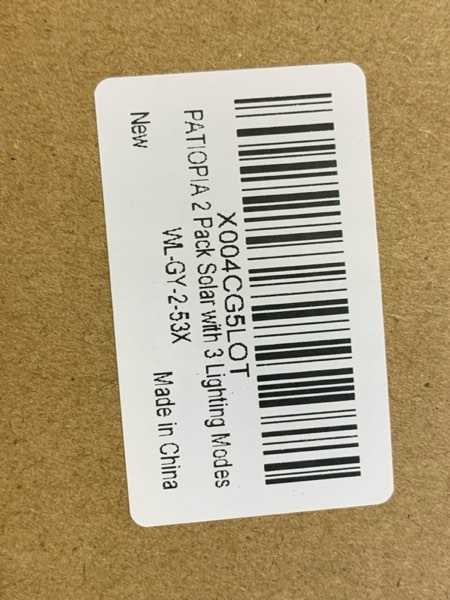 X004CG5LOT
PATIOPIA 2 Pack Solar with 3 Lighting Modes
WL-GY-2-53X
New Made in China